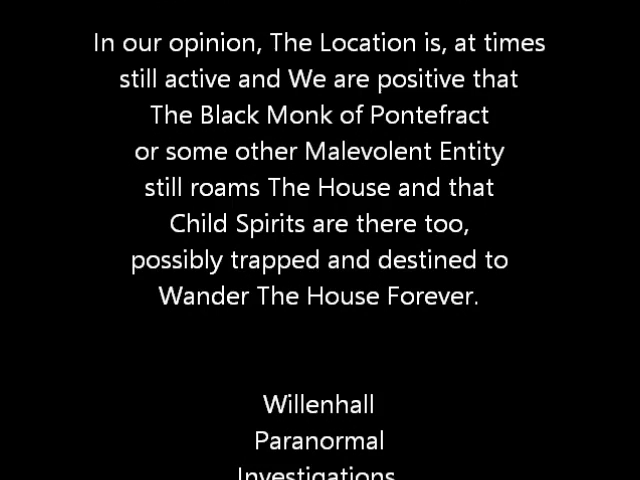 In our opinion, The Location is, at times
still active and We are positive that
The Black Monk of Pontefract
or some other Malevolent Entity
still roams The House and that
Child Spirits are there too,
possibly trapped and destined to
Wander The House Forever.
Willenhall
Paranormal
Investigations